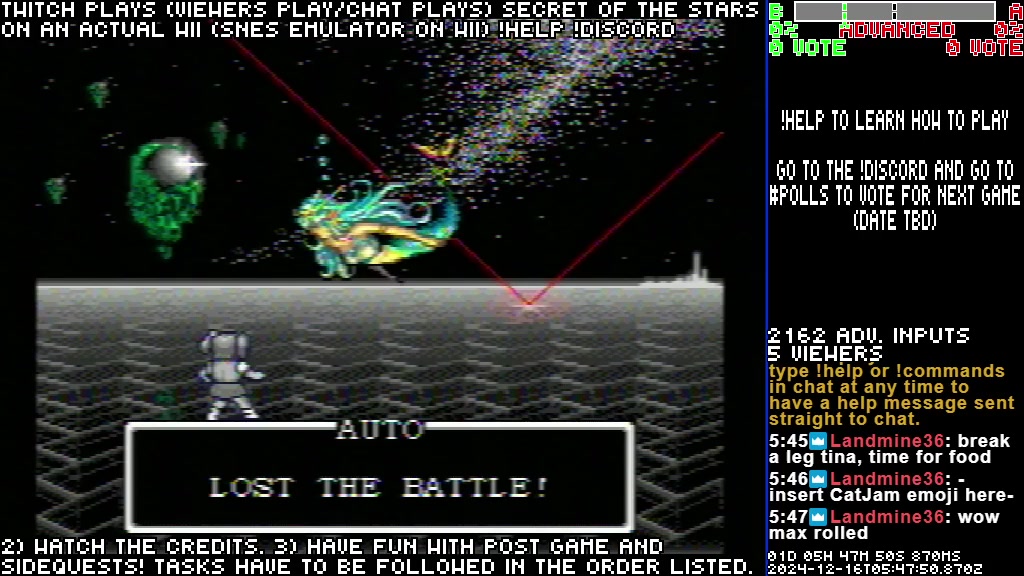 TWITCH PLAYS (VIEWERS PLAY/CHAT PLAYS) SECRET OF THE STARS
ON AN ACTUAL WII (SNES EMULATOR ON WII) !HELP !DISCORD
B A
0% ADVANCED 0%
0 VOTE 0 VOTE
!HELP TO LEARN HOW TO PLAY
GO TO THE !DISCORD AND GO TO
#POLLS TO VOTE FOR NEXT GAME
(DATE TBD)
2162 ADV. INPUTS
5 VIEWERS
type !help or !commands
in chat at any time to
have a help message sent
straight to chat.
5:45 Landmine36: break
a leg tina, time for food
5:46 Landmine36: -
insert CatJam emoji here-
5:47 Landmine36: wow
max rolled
01D 05H 47M 50S 870MS
2024-12-16T05:47:50.870Z
AUTO
LOST THE BATTLE!
2) WATCH THE CREDITS. 3) HAVE FUN WITH POST GAME AND
SIDEQUESTS! TASKS HAVE TO BE FOLLOWED IN THE ORDER LISTED.